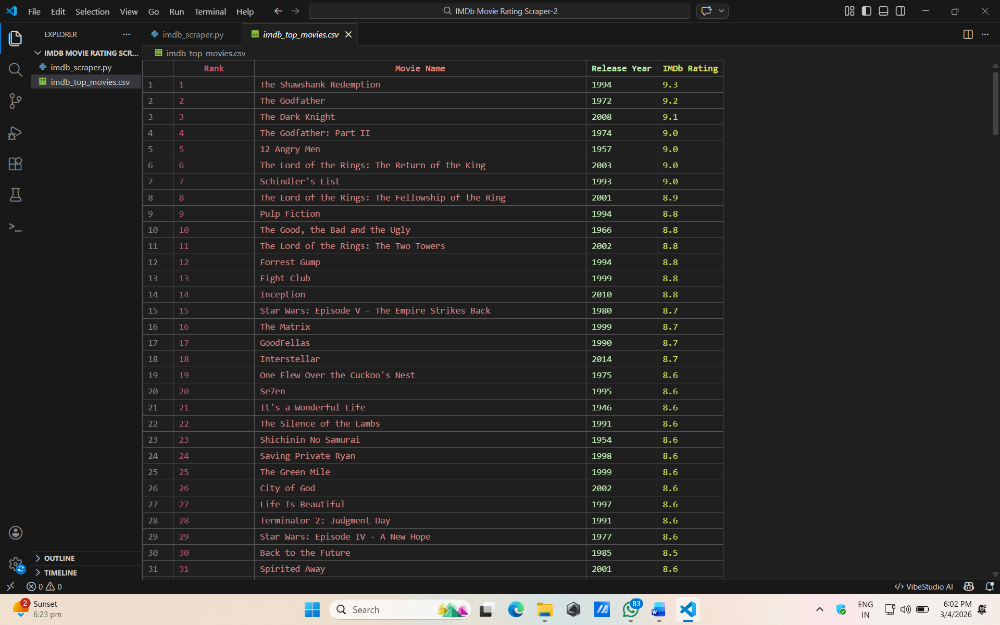 File Edit Selection View Go Run Terminal Help
IMDb Movie Rating Scraper-2
EXPLORER
IMDB MOVIE RATING SCR...
imdb_scraper.py
imdb_top_movies.csv
OUTLINE
TIMELINE
imdb_scraper.py imdb_top_movies.csv
imdb_top_movies.csv
Rank Movie Name Release Year IMDb Rating
1 1 The Shawshank Redemption 1994 9.3
2 2 The Godfather 1972 9.2
3 3 The Dark Knight 2008 9.1
4 4 The Godfather: Part II 1974 9.0
5 5 12 Angry Men 1957 9.0
6 6 The Lord of the Rings: The Return of the King 2003 9.0
7 7 Schindler's List 1993 9.0
8 8 The Lord of the Rings: The Fellowship of the Ring 2001 8.9
9 9 Pulp Fiction 1994 8.8
10 10 The Good, the Bad and the Ugly 1966 8.8
11 11 The Lord of the Rings: The Two Towers 2002 8.8
12 12 Forrest Gump 1994 8.8
13 13 Fight Club 1999 8.8
14 14 Inception 2010 8.8
15 15 Star Wars: Episode V - The Empire Strikes Back 1980 8.7
16 16 The Matrix 1999 8.7
17 17 GoodFellas 1990 8.7
18 18 Interstellar 2014 8.7
19 19 One Flew Over the Cuckoo's Nest 1975 8.6
20 20 Se7en 1995 8.6
21 21 It's a Wonderful Life 1946 8.6
22 22 The Silence of the Lambs 1991 8.6
23 23 Shichinin No Samurai 1954 8.6
24 24 Saving Private Ryan 1998 8.6
25 25 The Green Mile 1999 8.6
26 26 City of God 2002 8.6
27 27 Life Is Beautiful 1997 8.6
28 28 Terminator 2: Judgment Day 1991 8.6
29 29 Star Wars: Episode IV - A New Hope 1977 8.6
30 30 Back to the Future 1985 8.5
31 31 Spirited Away 2001 8.6
0 0
VibeStudio AI
2
Sunset
6:23 pm
Search
83
ENG
IN
6:02 PM
3/4/2026